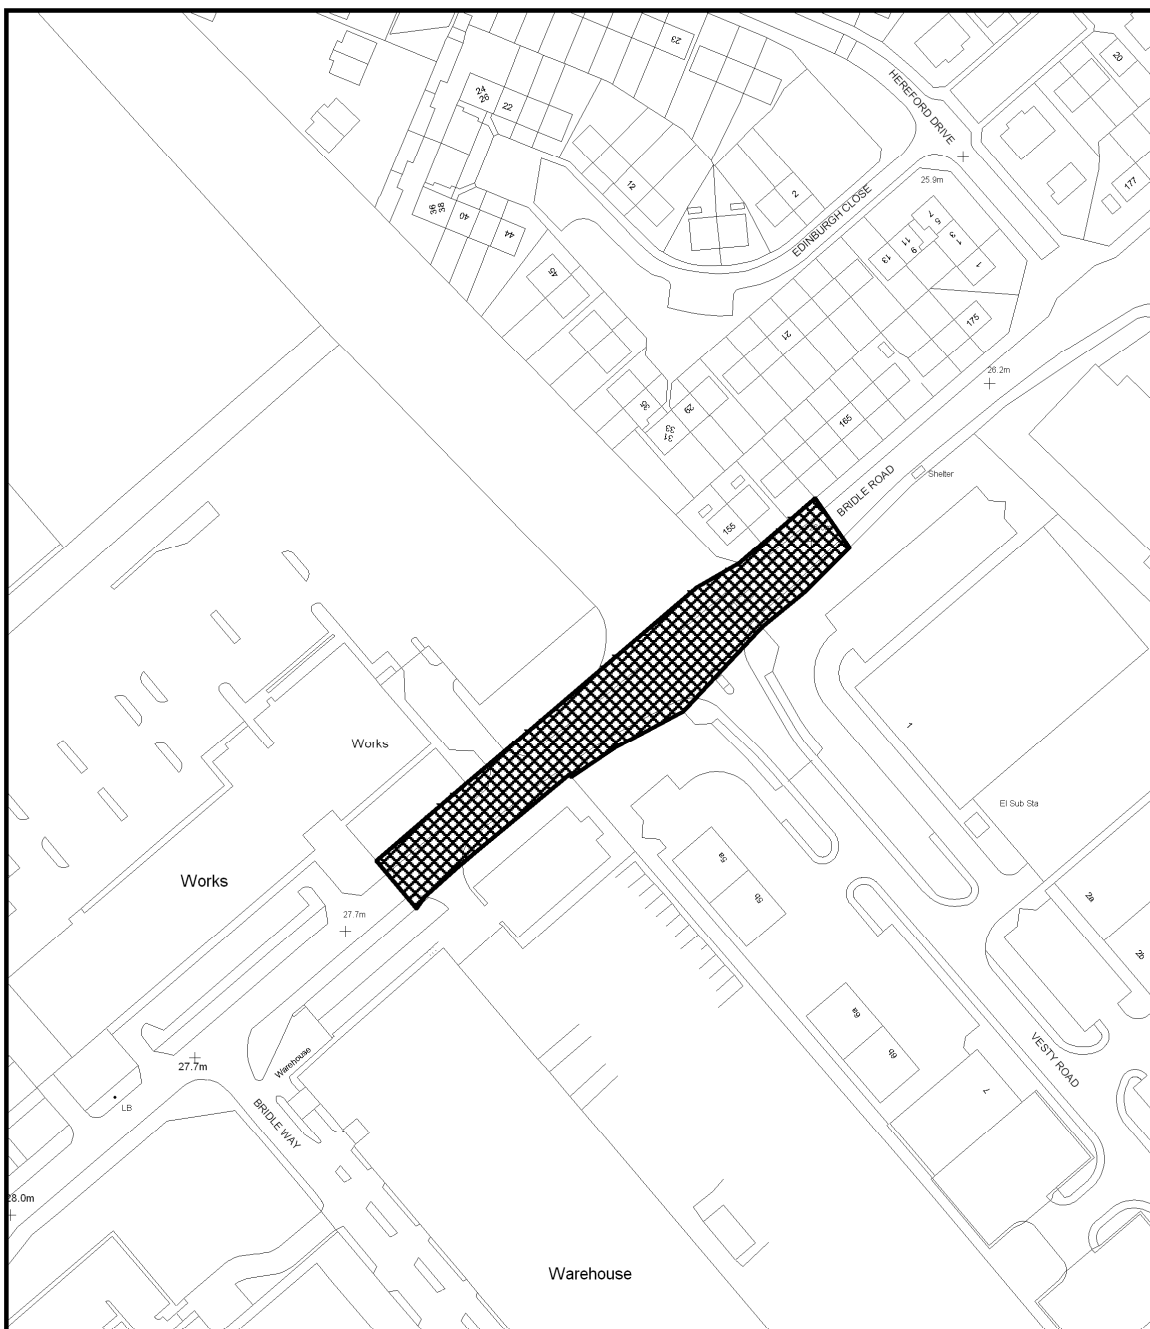 23
20
HEREFORD DRIVE
24
26
22
12
2
25.9m
177
36
38
40
44
EDINBURGH CLOSE
7
5
3
1
1
9
11
13
45
21
175
26.2m
35
29
33
31
165
BRIDLE ROAD
Shelter
155
1
Works
El Sub Sta
5a
5b
Works
2a
2b
27.7m
6a
6b
VESTY ROAD
27.7m
Warehouse
7
LB
BRIDLE WAY
28.0m
Warehouse